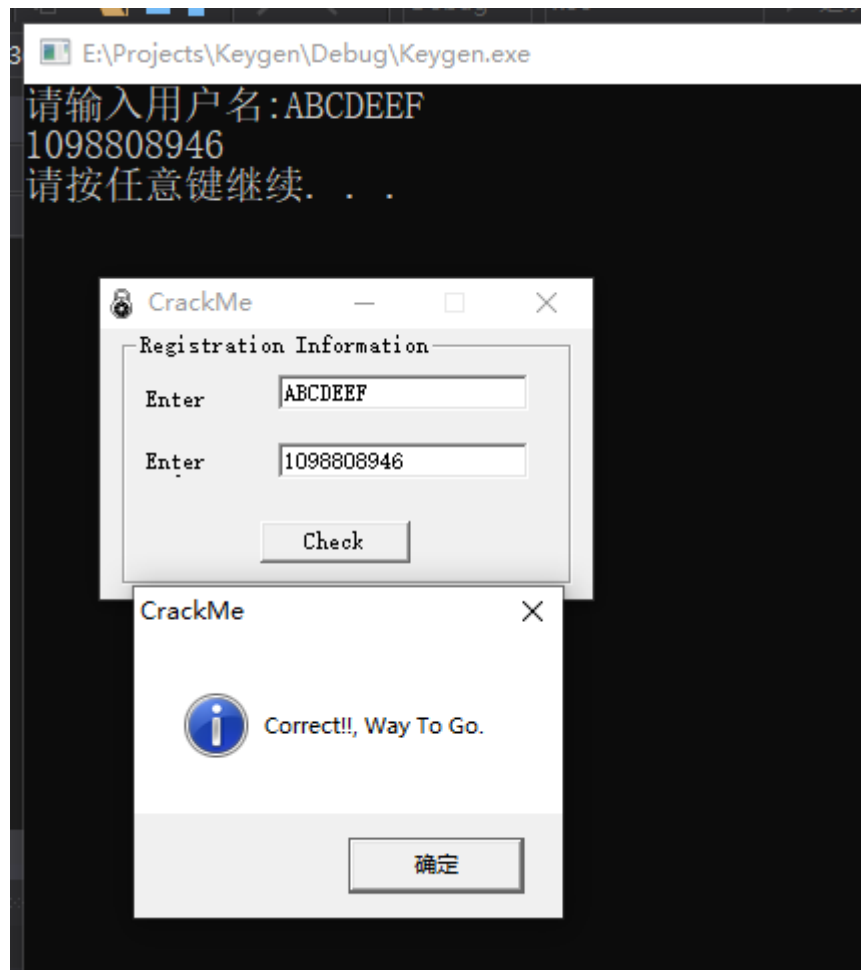 E:\Projects\Keygen\Debug\Keygen.exe
请输入用户名:ABCDEEF
1098808946
请按任意键继续. . .
CrackMe
Registration Information
Enter ABCDEEF
Enter 1098808946
Check
CrackMe
Correct!!, Way To Go.
确定